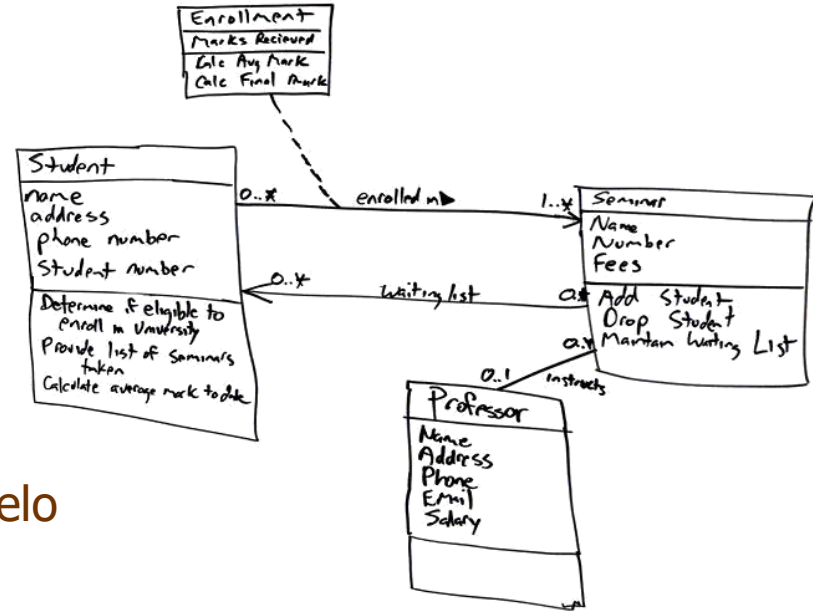 Enrollment
Marks Recieved
Calc Avg Mark
Calc Final Mark
Student
name
address
phone number
Student number
Determine if eligible to
enroll in University
Provide list of Seminars
taken
Calculate average mark to date
0..*
enrolled in
1..*
0..*
waiting list
0..*
Seminar
Name
Number
Fees
Add Student
Drop Student
Maintain Waiting List
0..*
0..1
instructs
Professor
Name
Address
Phone
Email
Salary
elo